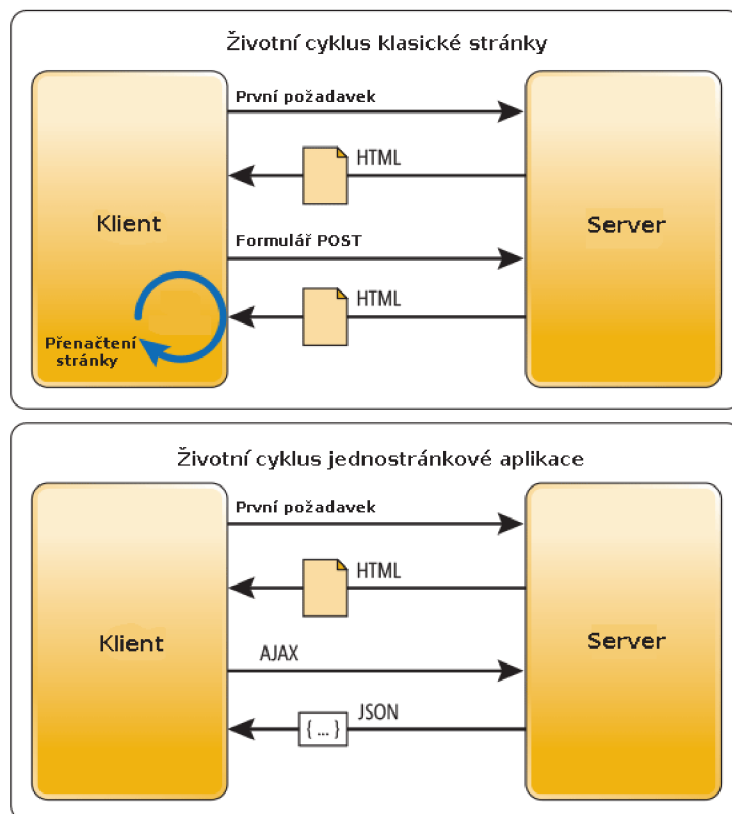 Životní cyklus klasické stránky
První požadavek
HTML
Klient
Server
Formulář POST
HTML
Přenačtení
stránky
Životní cyklus jednostránkové aplikace
První požadavek
HTML
Klient
Server
AJAX
{ ... }
JSON